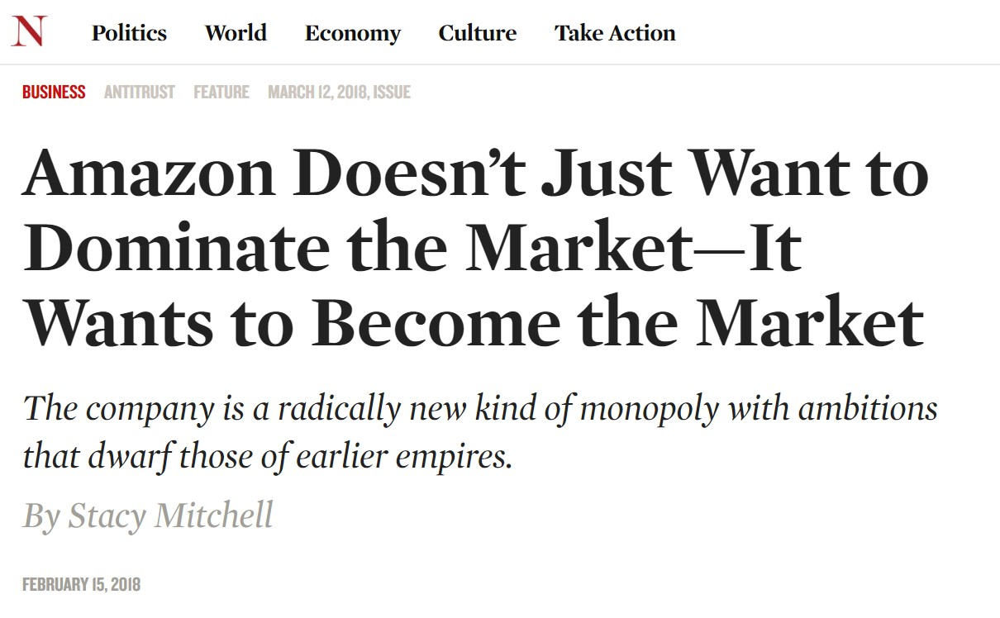 N Politics World Economy Culture Take Action
BUSINESS ANTITRUST FEATURE MARCH 12, 2018, ISSUE
Amazon Doesn’t Just Want to
Dominate the Market—It
Wants to Become the Market
The company is a radically new kind of monopoly with ambitions
that dwarf those of earlier empires.
By Stacy Mitchell
FEBRUARY 15, 2018